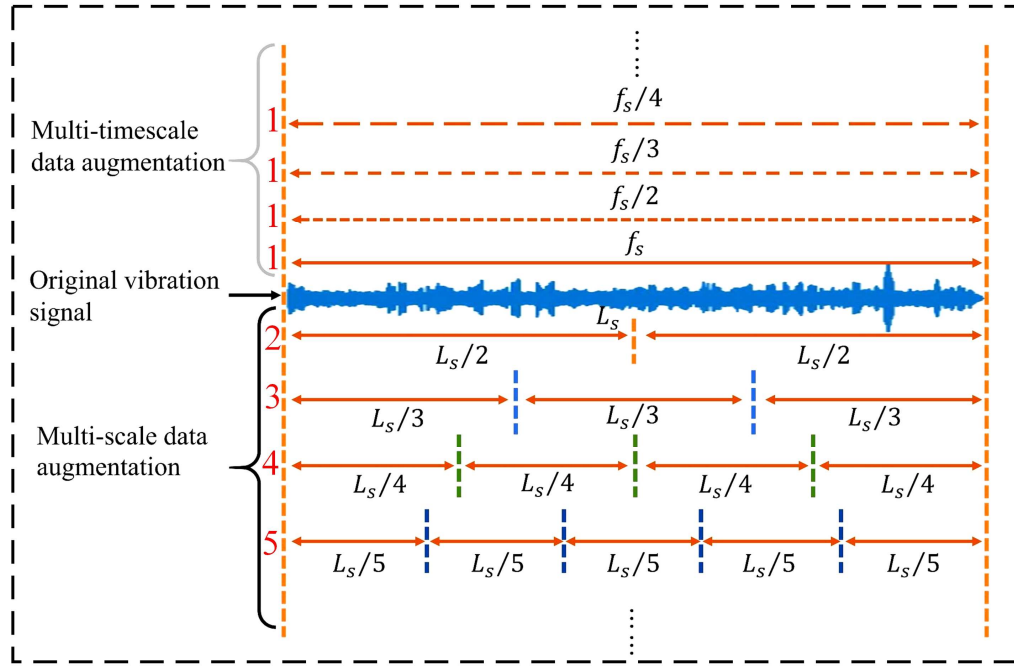 f_s/4
1
f_s/3
1
f_s/2
1
f_s
1
Multi-timescale
data augmentation
Original vibration
signal
L_s
2
L_s/2 L_s/2
3
L_s/3 L_s/3 L_s/3
Multi-scale data
augmentation
4
L_s/4 L_s/4 L_s/4 L_s/4
5
L_s/5 L_s/5 L_s/5 L_s/5 L_s/5